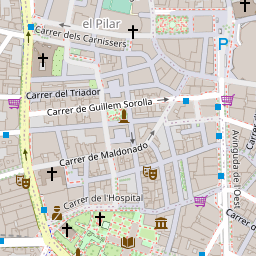 el Pilar
Carrer dels Carnissers
P
Carrer del Triador
Carrer de Guillem Sorolla
Carrer de Maldonado
Avinguda de l'Oest
Carrer de l'Hospital